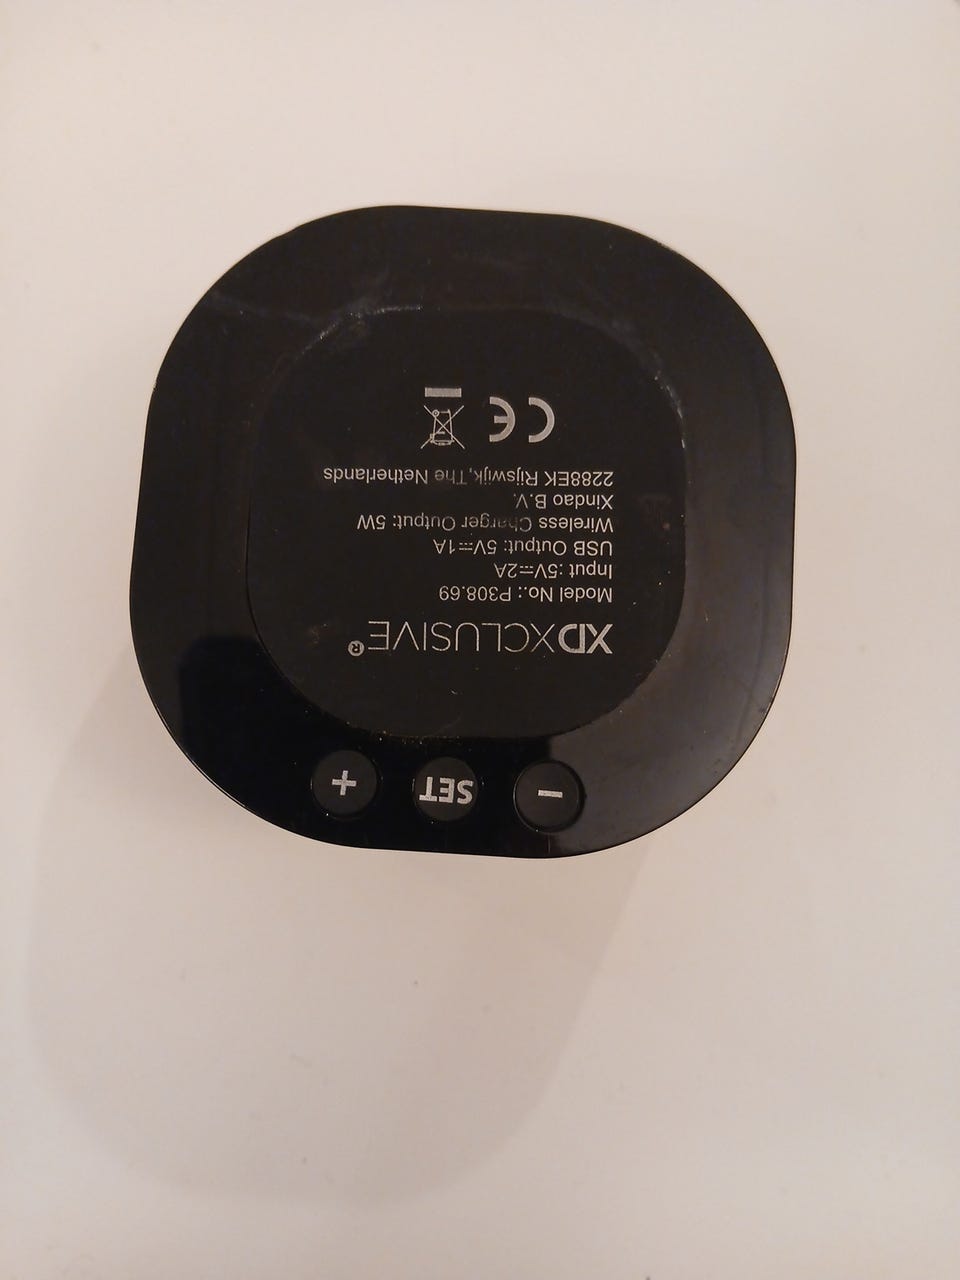 XDXCLUSIVE®
Model No.: P308.69
Input :5V⎓2A
USB Output: 5V⎓1A
Wireless Charger Output: 5W
Xindao B.V.
2288EK Rijswijk,The Netherlands
CE
− SET +